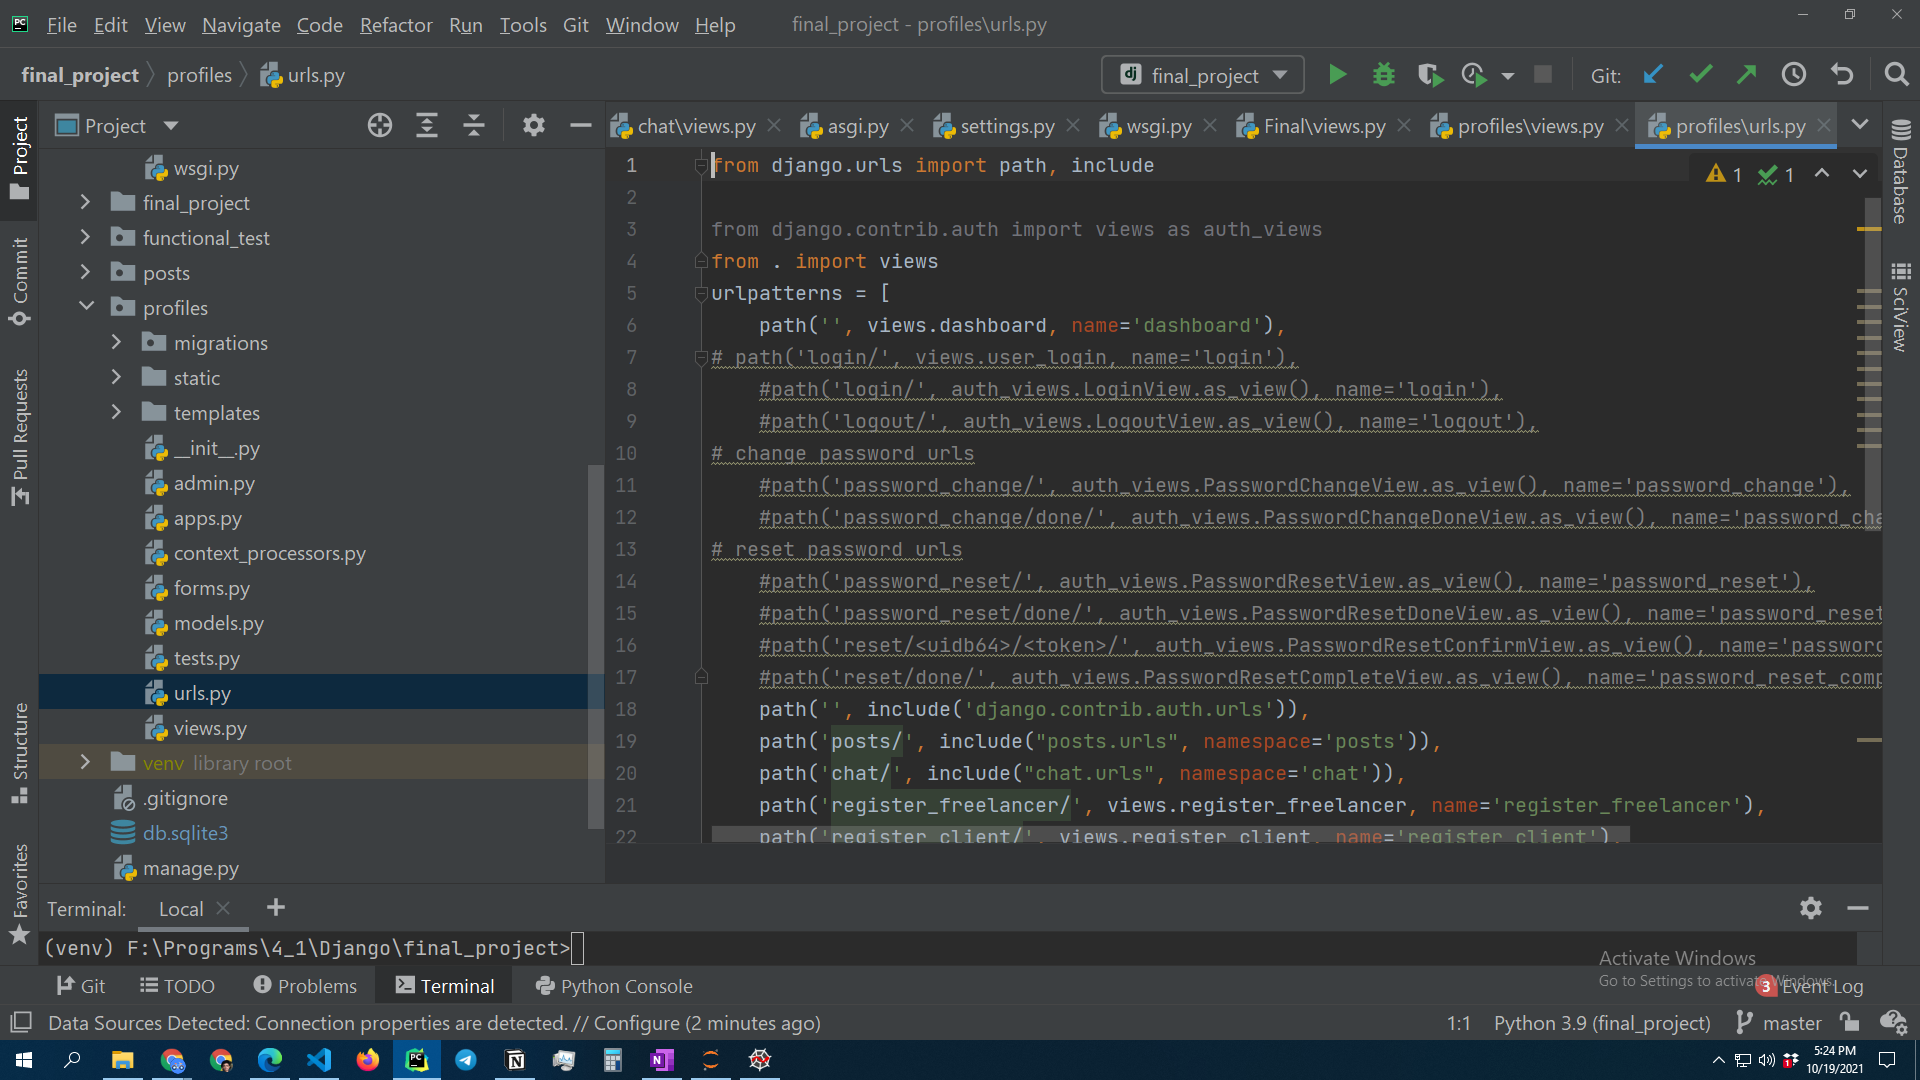 File Edit View Navigate Code Refactor Run Tools Git Window Help final_project - profiles\urls.py
final_project profiles urls.py
dj final_project Git:
Project
chat\views.py asgi.py settings.py wsgi.py Final\views.py profiles\views.py profiles\urls.py
Project
Commit
Pull Requests
Structure
Favorites
wsgi.py
final_project
functional_test
posts
profiles
migrations
static
templates
__init__.py
admin.py
apps.py
context_processors.py
forms.py
models.py
tests.py
urls.py
views.py
venv library root
.gitignore
db.sqlite3
manage.py
1 from django.urls import path, include
2
3 from django.contrib.auth import views as auth_views
4 from . import views
5 urlpatterns = [
6 path('', views.dashboard, name='dashboard'),
7 # path('login/', views.user_login, name='login'),
8 #path('login/', auth_views.LoginView.as_view(), name='login'),
9 #path('logout/', auth_views.LogoutView.as_view(), name='logout'),
10 # change password urls
11 #path('password_change/', auth_views.PasswordChangeView.as_view(), name='password_change'),
12 #path('password_change/done/', auth_views.PasswordChangeDoneView.as_view(), name='password_cha
13 # reset password urls
14 #path('password_reset/', auth_views.PasswordResetView.as_view(), name='password_reset'),
15 #path('password_reset/done/', auth_views.PasswordResetDoneView.as_view(), name='password_reset
16 #path('reset/<uidb64>/<token>/', auth_views.PasswordResetConfirmView.as_view(), name='password
17 #path('reset/done/', auth_views.PasswordResetCompleteView.as_view(), name='password_reset_comp
18 path('', include('django.contrib.auth.urls')),
19 path('posts/', include("posts.urls", namespace='posts')),
20 path('chat/', include("chat.urls", namespace='chat')),
21 path('register_freelancer/', views.register_freelancer, name='register_freelancer'),
22 path('register_client/', views.register_client, name='register_client'),
1 1
Database
SciView
Terminal: Local
(venv) F:\Programs\4_1\Django\final_project>
Activate Windows
Go to Settings to activate Windows.
Git TODO Problems Terminal Python Console 3 Event Log
Data Sources Detected: Connection properties are detected. // Configure (2 minutes ago) 1:1 Python 3.9 (final_project) master
5:24 PM
10/19/2021